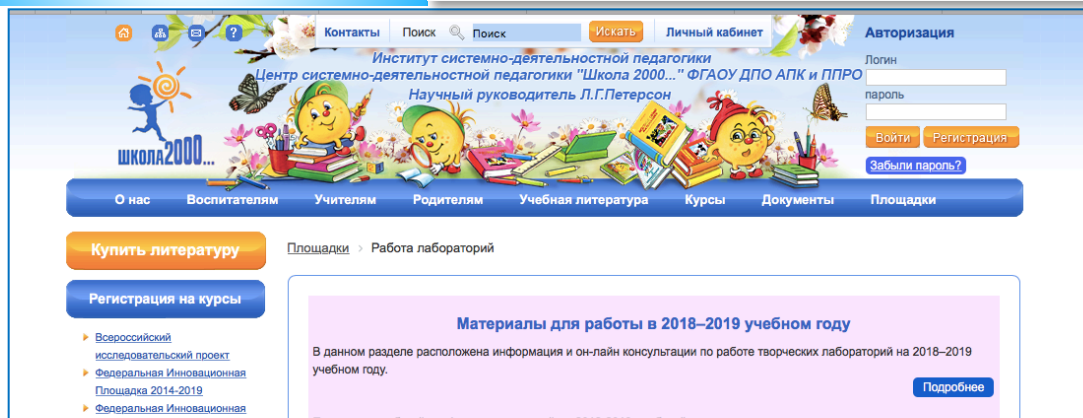 Контакты Поиск Поиск Искать Личный кабинет
Авторизация
Институт системно-деятельностной педагогики
Центр системно-деятельностной педагогики "Школа 2000..." ФГАОУ ДПО АПК и ППРО
Научный руководитель Л.Г.Петерсон
Логин
пароль
Войти Регистрация
Забыли пароль?
школа2000...
О нас Воспитателям Учителям Родителям Учебная литература Курсы Документы Площадки
Купить литературу
Площадки > Работа лабораторий
Регистрация на курсы
Всероссийский
исследовательский проект
Федеральная Инновационная
Площадка 2014-2019
Федеральная Инновационная
Материалы для работы в 2018–2019 учебном году
В данном разделе расположена информация и он-лайн консультации по работе творческих лабораторий на 2018–2019
учебном году.
Подробнее